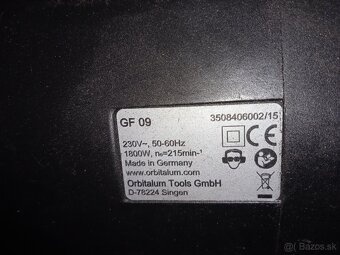 GF 09
3508406002/15
230V~, 50-60Hz
1800W, n₀=215min⁻¹
Made in Germany
www.orbitalum.com
Orbitalum Tools GmbH
D-78224 Singen
CE
Bazos.sk